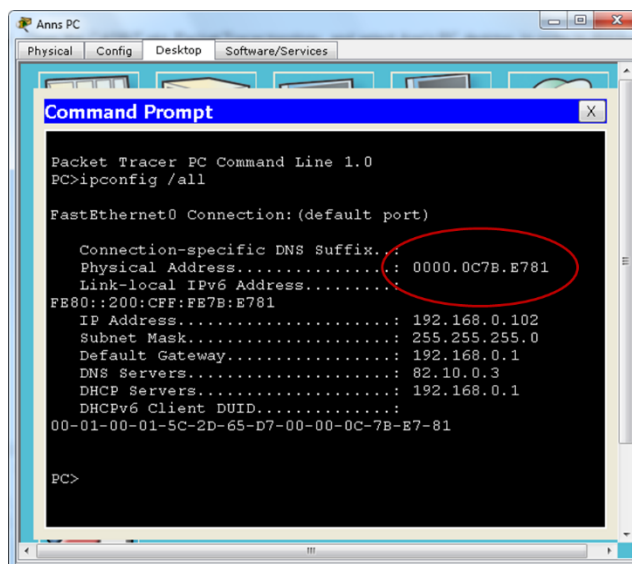 Anns PC
Physical Config Desktop Software/Services
Command Prompt
X
Packet Tracer PC Command Line 1.0
PC>ipconfig /all
FastEthernet0 Connection:(default port)
Connection-specific DNS Suffix..:
Physical Address................: 0000.0C7B.E781
Link-local IPv6 Address.........:
FE80::200:CFF:FE7B:E781
IP Address......................: 192.168.0.102
Subnet Mask.....................: 255.255.255.0
Default Gateway.................: 192.168.0.1
DNS Servers.....................: 82.10.0.3
DHCP Servers....................: 192.168.0.1
DHCPv6 Client DUID..............:
00-01-00-01-5C-2D-65-D7-00-00-0C-7B-E7-81
PC>